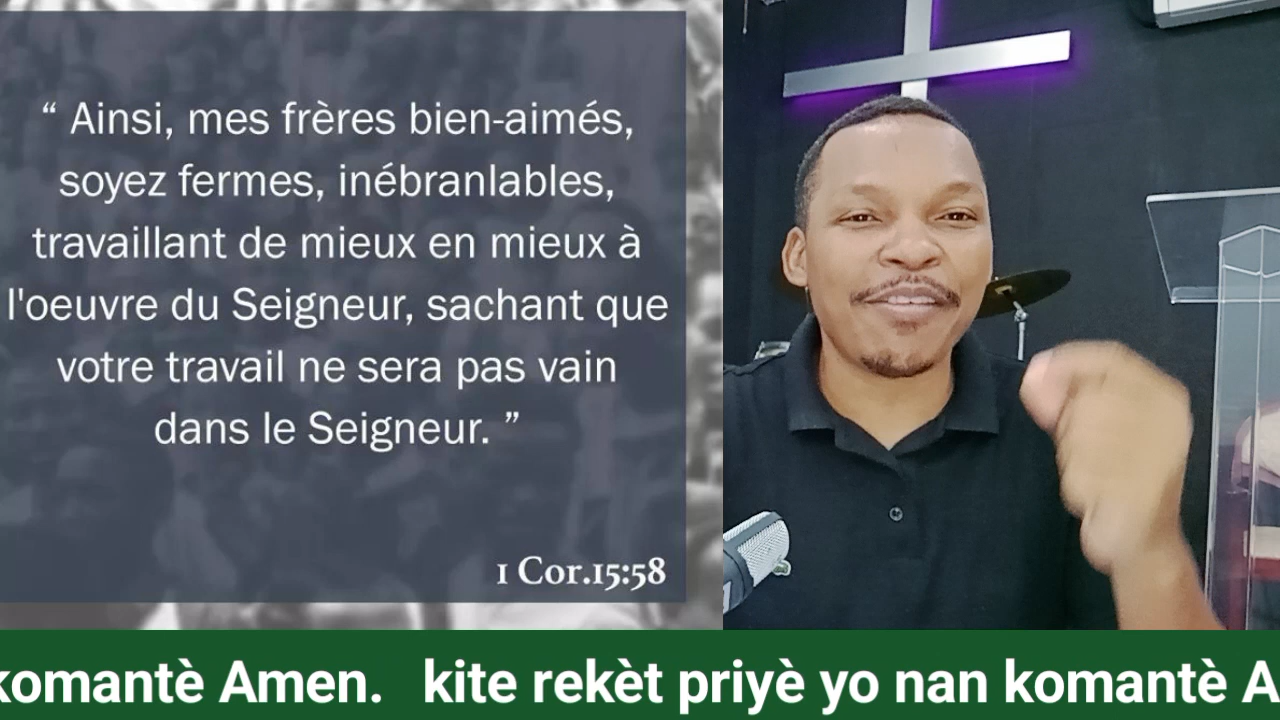 “ Ainsi, mes frères bien-aimés,
soyez fermes, inébranlables,
travaillant de mieux en mieux à
l'oeuvre du Seigneur, sachant que
votre travail ne sera pas vain
dans le Seigneur. ”
1 Cor.15:58
komantè Amen. kite rekèt priyè yo nan komantè A